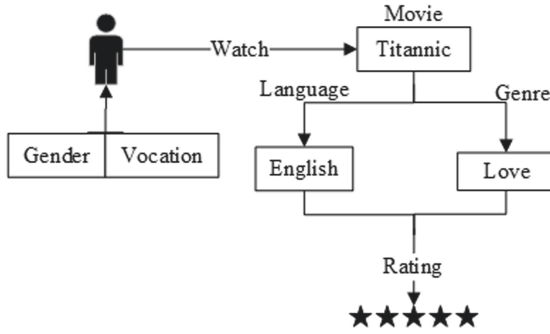 Movie
Watch
Titannic
Language
Genre
Gender
Vocation
English
Love
Rating